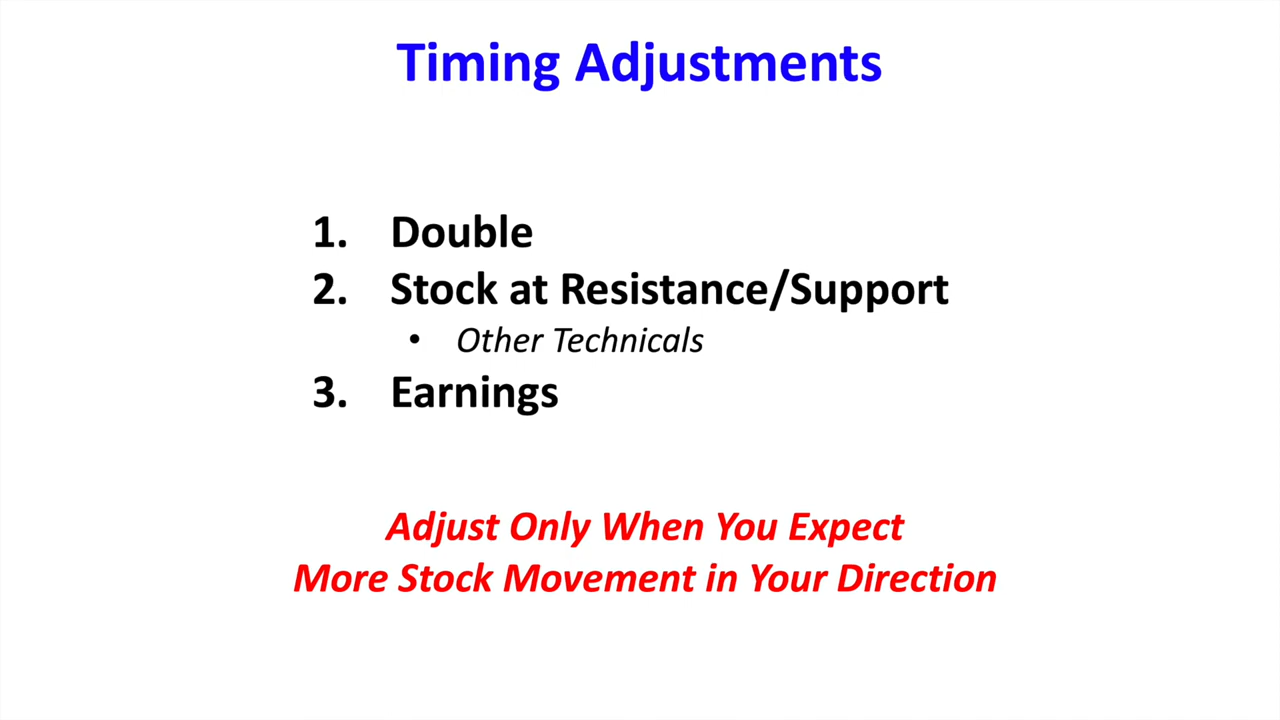 Timing Adjustments
1. Double
2. Stock at Resistance/Support
• Other Technicals
3. Earnings
Adjust Only When You Expect
More Stock Movement in Your Direction